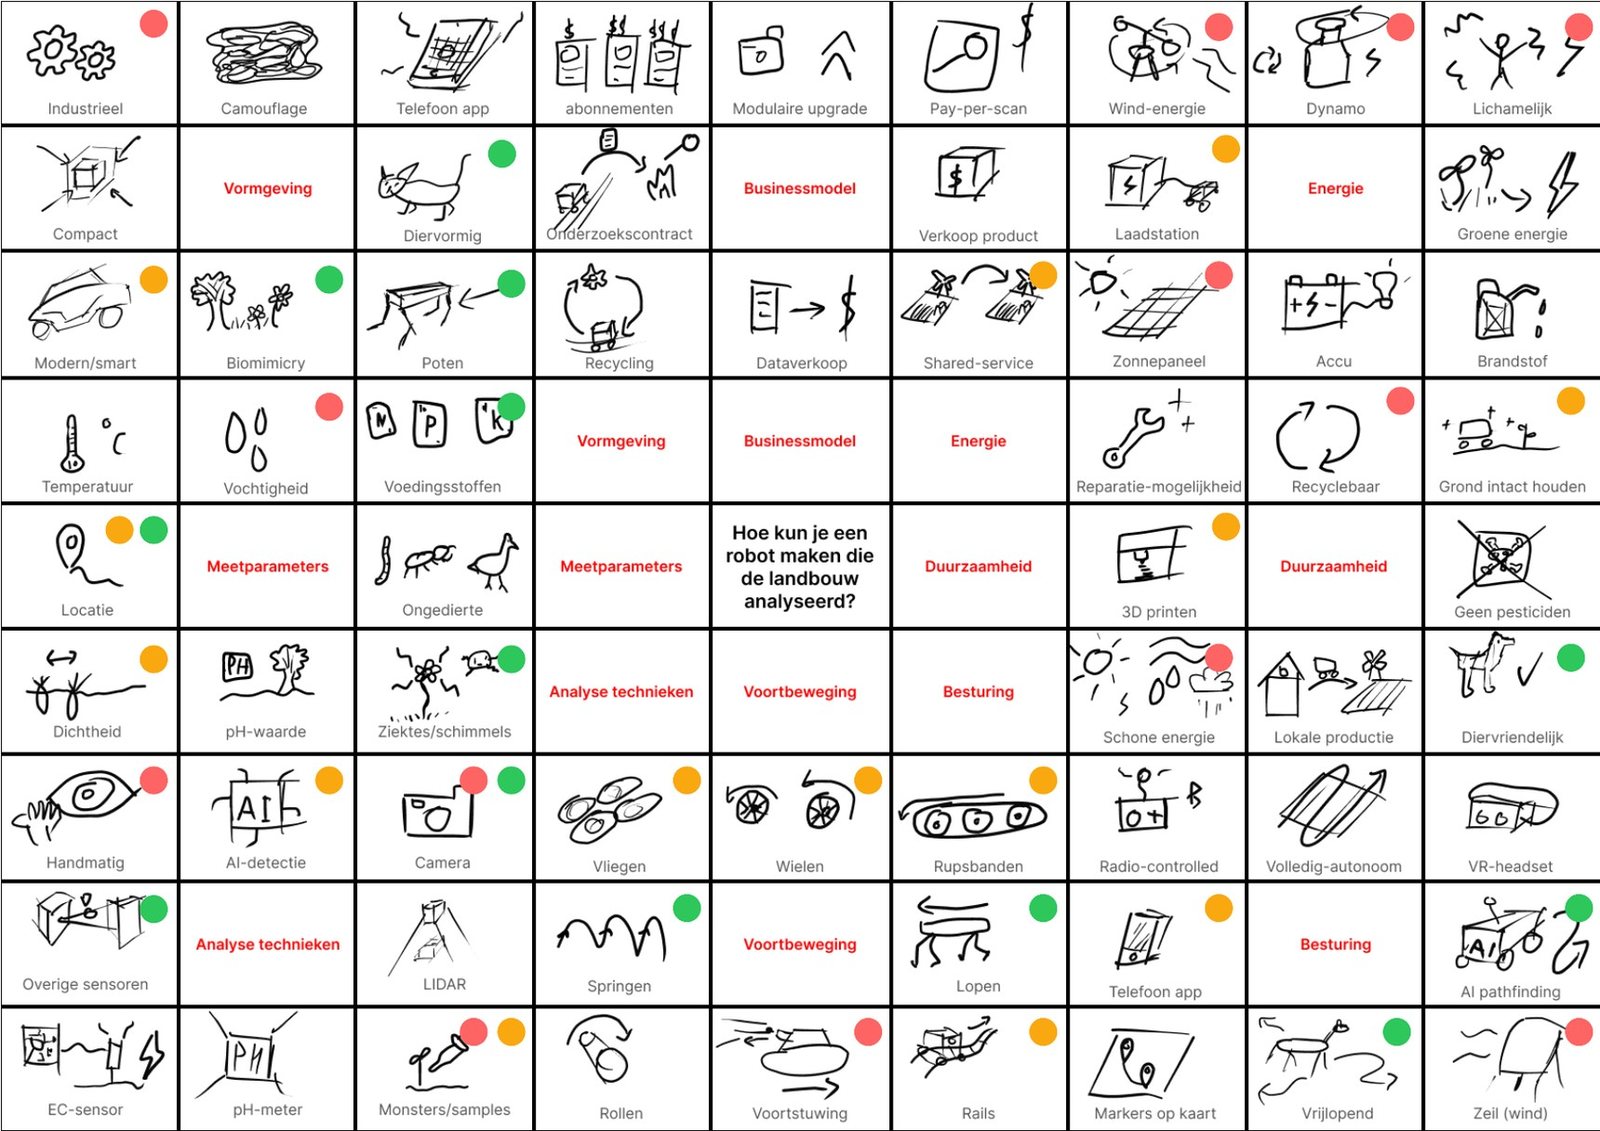 Industrieel
Camouflage
Telefoon app
$ $$ $$$
abonnementen
Modulaire upgrade
$
Pay-per-scan
Wind-energie
Dynamo
Lichamelijk
Compact
Vormgeving
Diervormig
Onderzoekscontract
Businessmodel
$
Verkoop product
Laadstation
Energie
Groene energie
Modern/smart
Biomimicry
Poten
Recycling
$
Dataverkoop
Shared-service
Zonnepaneel
+ -
Accu
Brandstof
°C
Temperatuur
Vochtigheid
N P K
Voedingsstoffen
Vormgeving
Businessmodel
Energie
+ +
Reparatie-mogelijkheid
Recyclebaar
+ + +
Grond intact houden
Locatie
Meetparameters
Ongedierte
Meetparameters
Hoe kun je een
robot maken die
de landbouw
analyseerd?
Duurzaamheid
3D printen
Duurzaamheid
Geen pesticiden
Dichtheid
PH
pH-waarde
Ziektes/schimmels
Analyse technieken
Voortbeweging
Besturing
Schone energie
Lokale productie
Diervriendelijk
Handmatig
AI
AI-detectie
Camera
Vliegen
Wielen
Rupsbanden
Radio-controlled
Volledig-autonoom
VR-headset
Overige sensoren
Analyse technieken
LIDAR
Springen
Voortbeweging
Lopen
Telefoon app
Besturing
AI
AI pathfinding
EC-sensor
PH
pH-meter
Monsters/samples
Rollen
Voortstuwing
Rails
Markers op kaart
Vrijlopend
Zeil (wind)